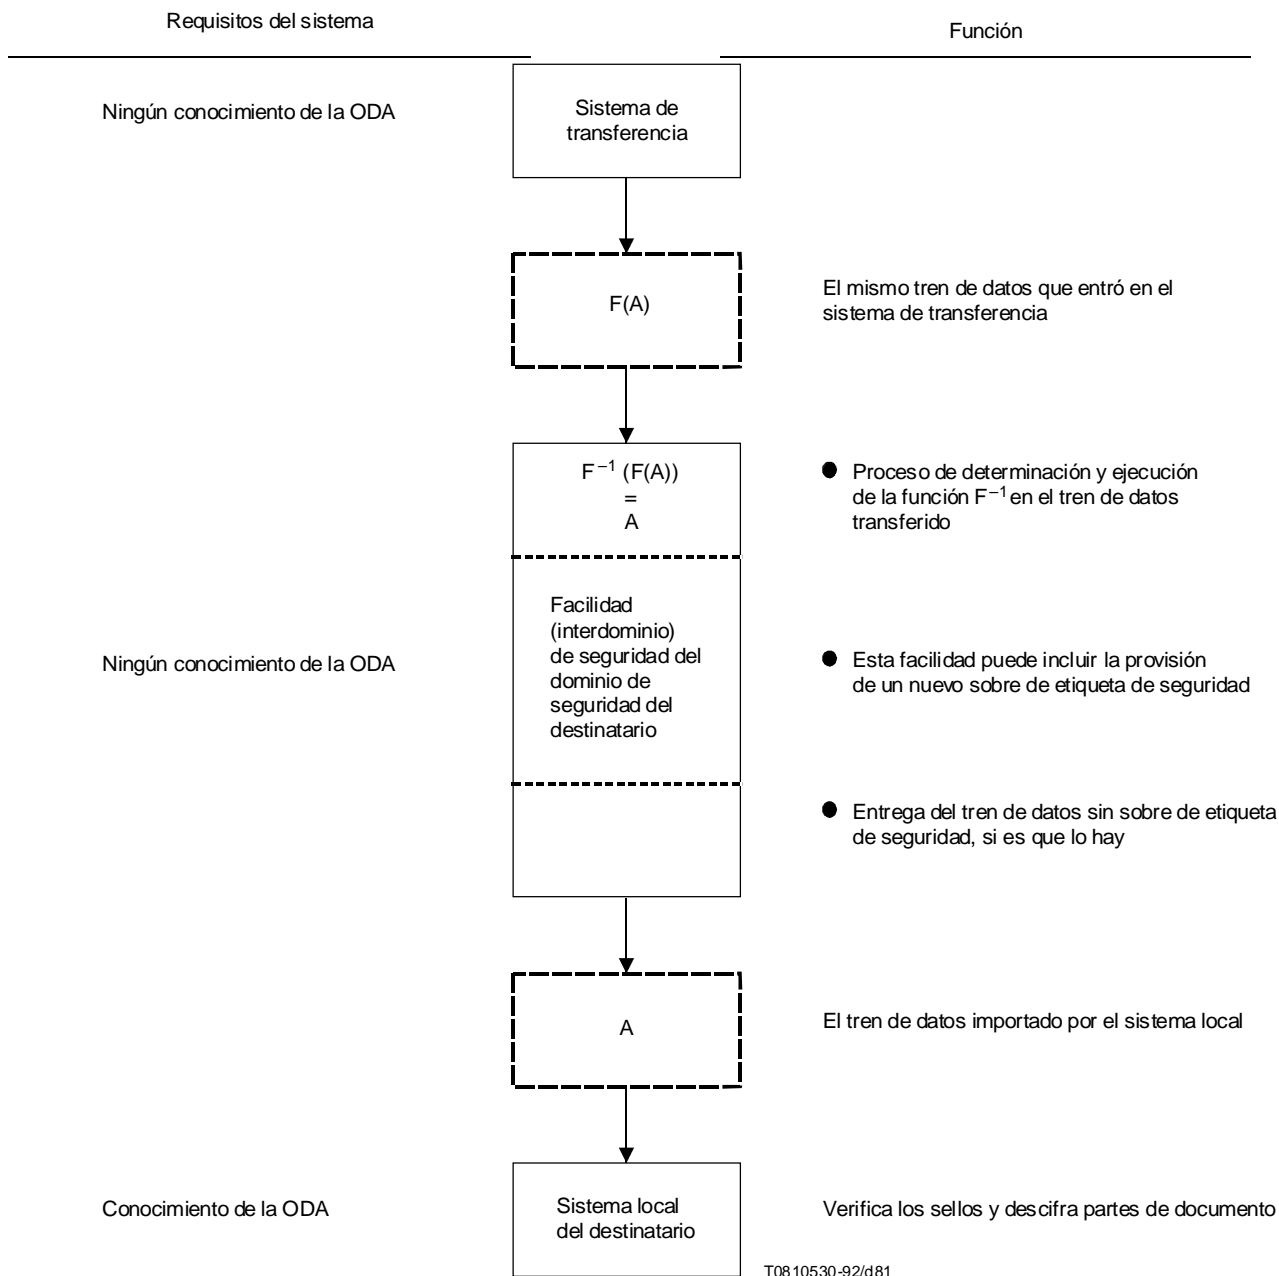 Requisitos del sistema
Función
Ningún conocimiento de la ODA
Sistema de
transferencia
F(A)
El mismo tren de datos que entró en el
sistema de transferencia
F⁻¹ (F(A))
=
A
● Proceso de determinación y ejecución
de la función F⁻¹ en el tren de datos
transferido
Ningún conocimiento de la ODA
Facilidad
(interdominio)
de seguridad del
dominio de
seguridad del
destinatario
● Esta facilidad puede incluir la provisión
de un nuevo sobre de etiqueta de seguridad
● Entrega del tren de datos sin sobre de etiqueta
de seguridad, si es que lo hay
A
El tren de datos importado por el sistema local
Conocimiento de la ODA
Sistema local
del destinatario
Verifica los sellos y descifra partes de documento
T0810530-92/d81